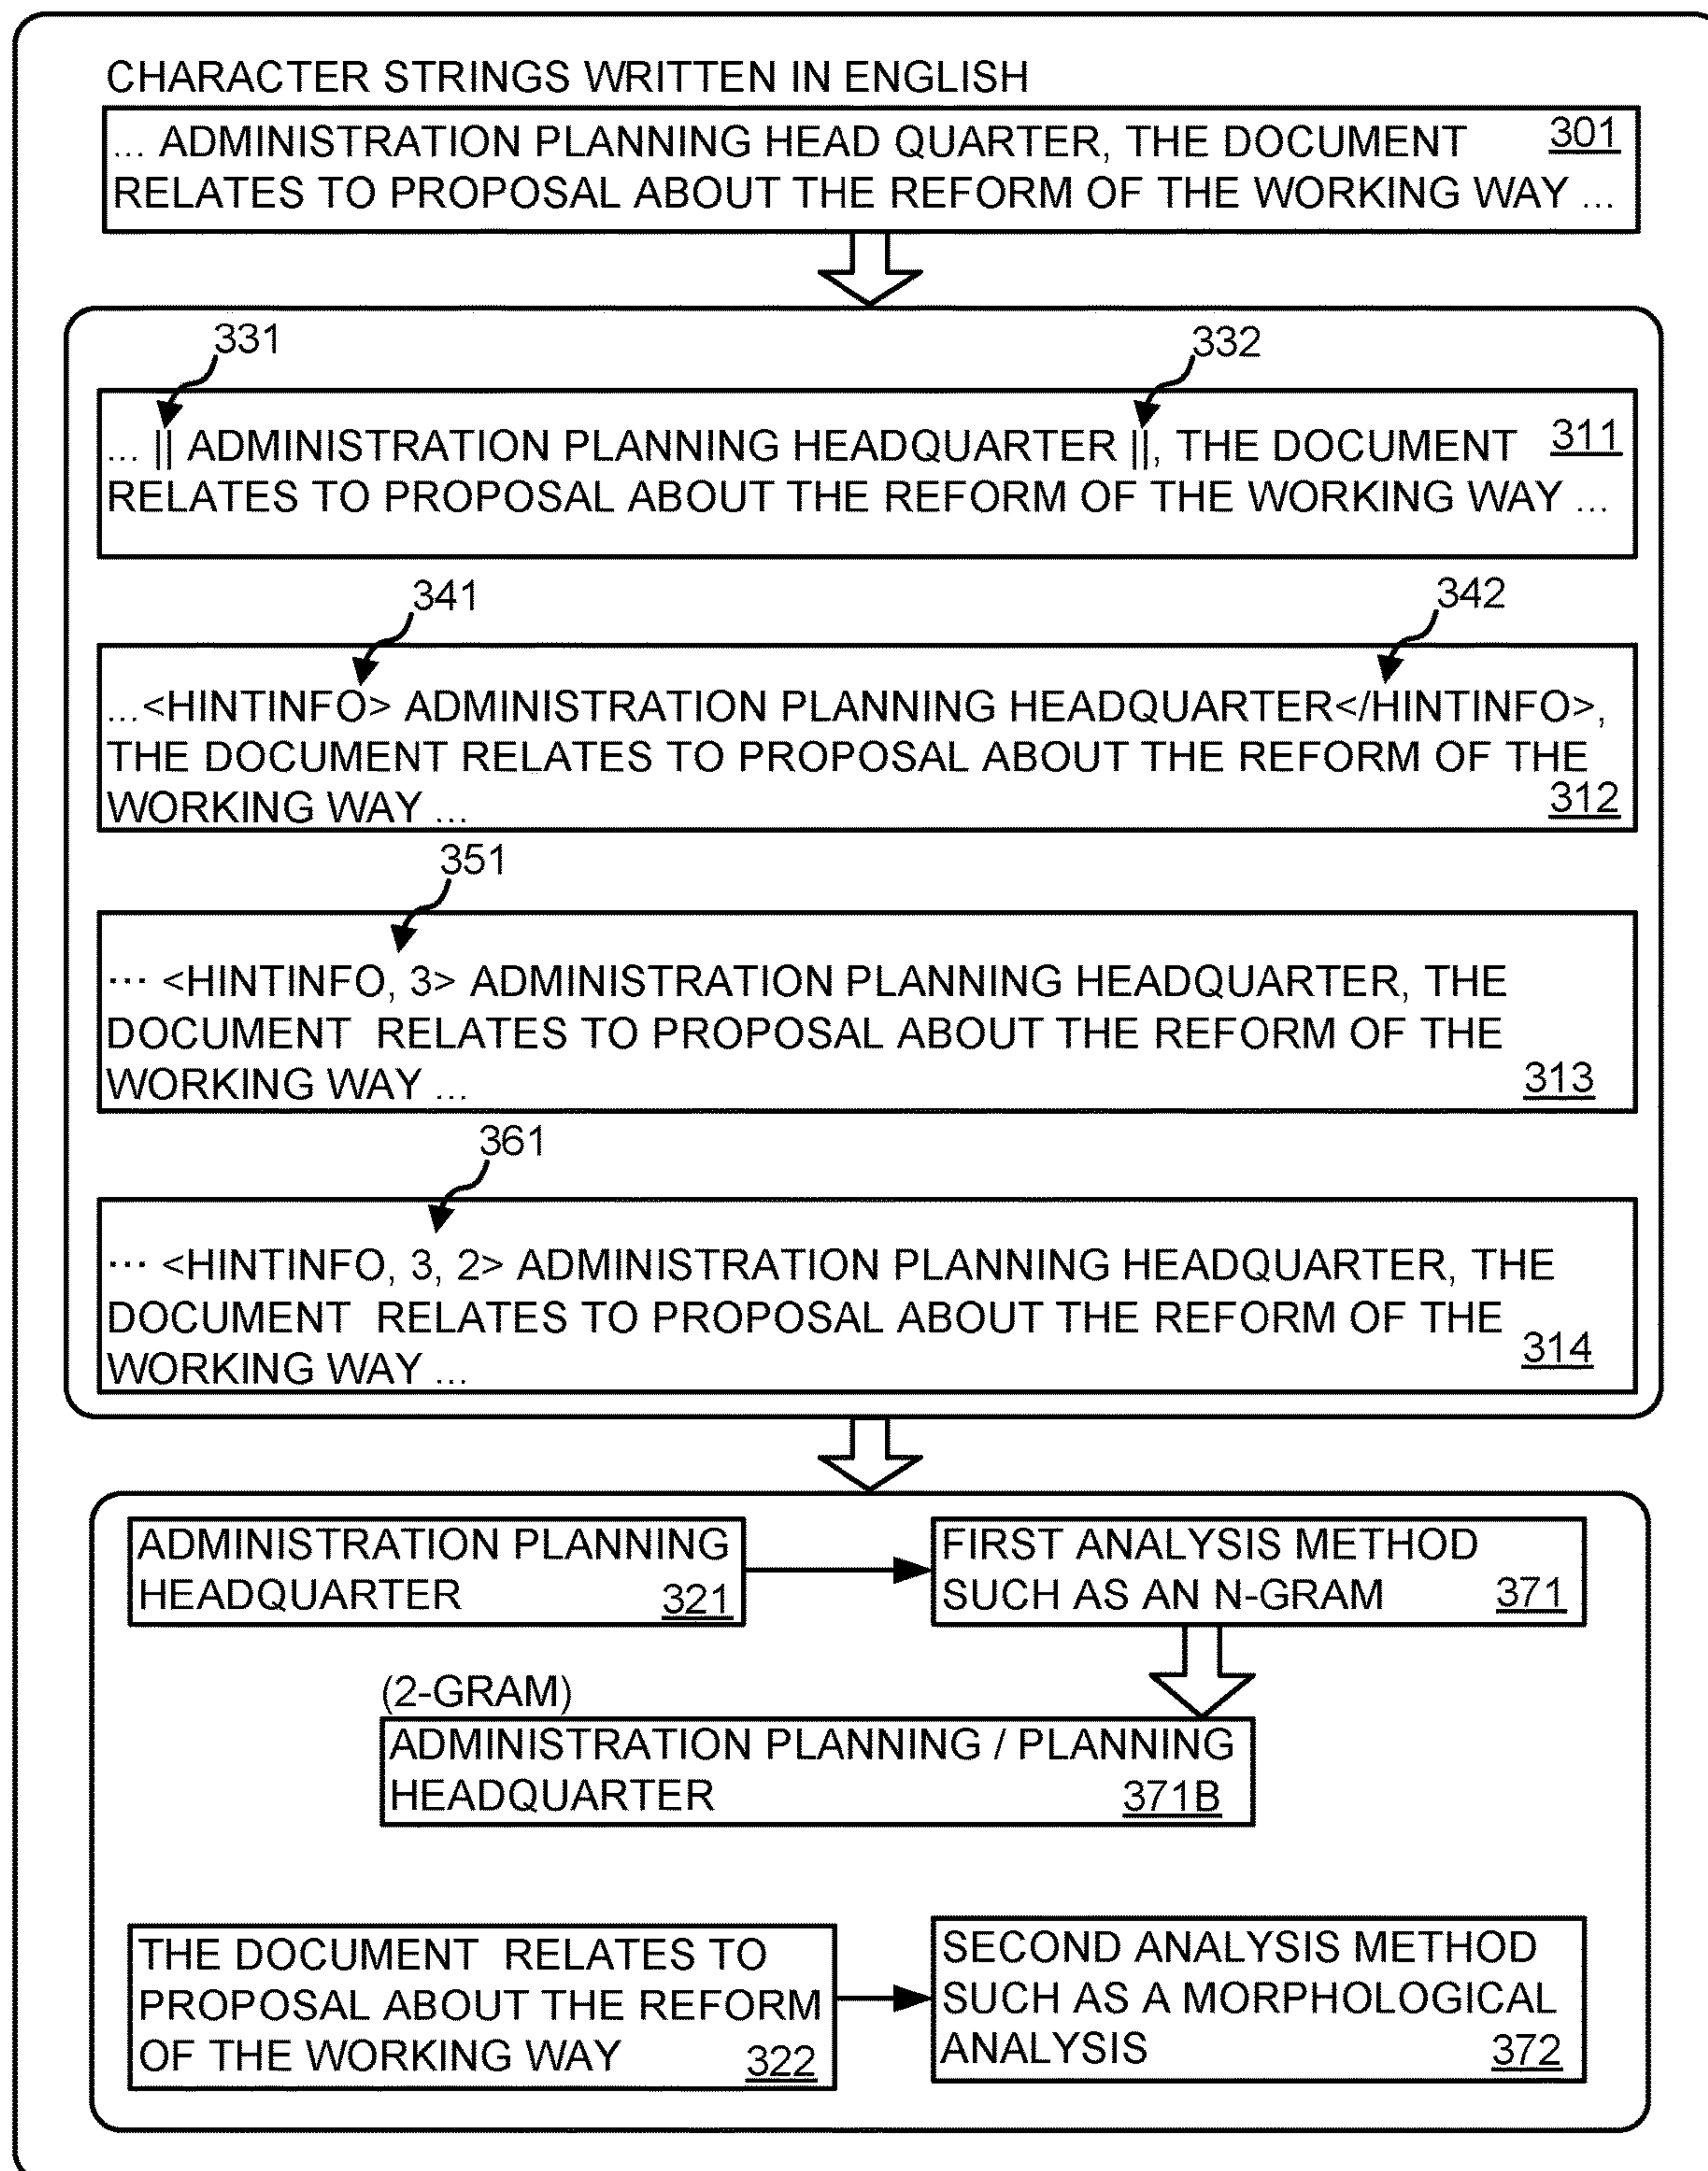 CHARACTER STRINGS WRITTEN IN ENGLISH
... ADMINISTRATION PLANNING HEAD QUARTER, THE DOCUMENT 301
RELATES TO PROPOSAL ABOUT THE REFORM OF THE WORKING WAY ...
331 332
... || ADMINISTRATION PLANNING HEADQUARTER ||, THE DOCUMENT 311
RELATES TO PROPOSAL ABOUT THE REFORM OF THE WORKING WAY ...
341 342
...<HINTINFO> ADMINISTRATION PLANNING HEADQUARTER</HINTINFO>,
THE DOCUMENT RELATES TO PROPOSAL ABOUT THE REFORM OF THE
WORKING WAY ... 312
351
... <HINTINFO, 3> ADMINISTRATION PLANNING HEADQUARTER, THE
DOCUMENT RELATES TO PROPOSAL ABOUT THE REFORM OF THE
WORKING WAY ... 313
361
... <HINTINFO, 3, 2> ADMINISTRATION PLANNING HEADQUARTER, THE
DOCUMENT RELATES TO PROPOSAL ABOUT THE REFORM OF THE
WORKING WAY ... 314
ADMINISTRATION PLANNING
HEADQUARTER 321
FIRST ANALYSIS METHOD
SUCH AS AN N-GRAM 371
(2-GRAM)
ADMINISTRATION PLANNING / PLANNING
HEADQUARTER 371B
THE DOCUMENT RELATES TO
PROPOSAL ABOUT THE REFORM
OF THE WORKING WAY 322
SECOND ANALYSIS METHOD
SUCH AS A MORPHOLOGICAL
ANALYSIS 372